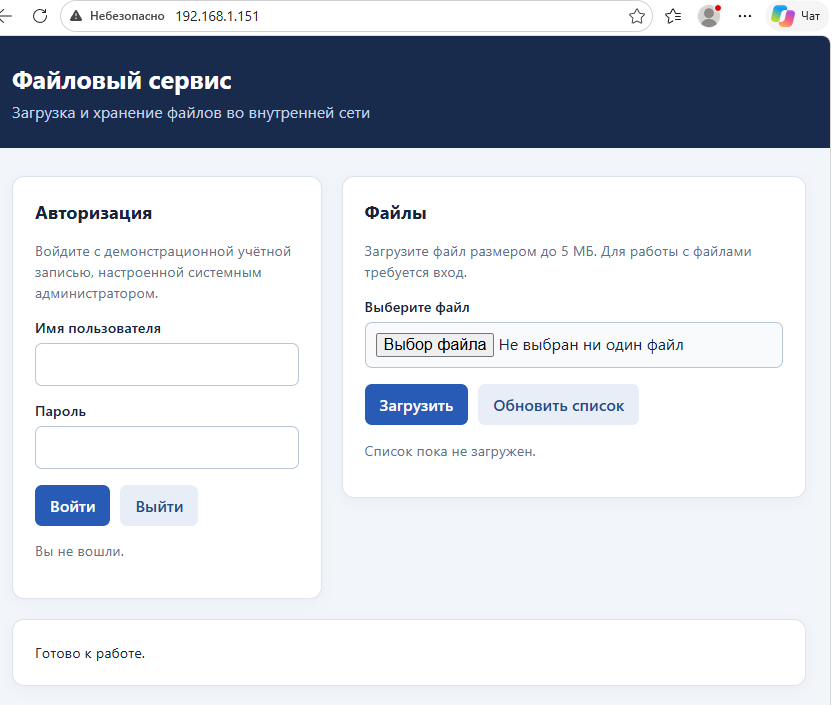 Небезопасно 192.168.1.151
Чат
Файловый сервис
Загрузка и хранение файлов во внутренней сети
Авторизация
Войдите с демонстрационной учётной
записью, настроенной системным
администратором.
Имя пользователя
Пароль
Войти Выйти
Вы не вошли.
Файлы
Загрузите файл размером до 5 МБ. Для работы с файлами
требуется вход.
Выберите файл
Выбор файла Не выбран ни один файл
Загрузить Обновить список
Список пока не загружен.
Готово к работе.